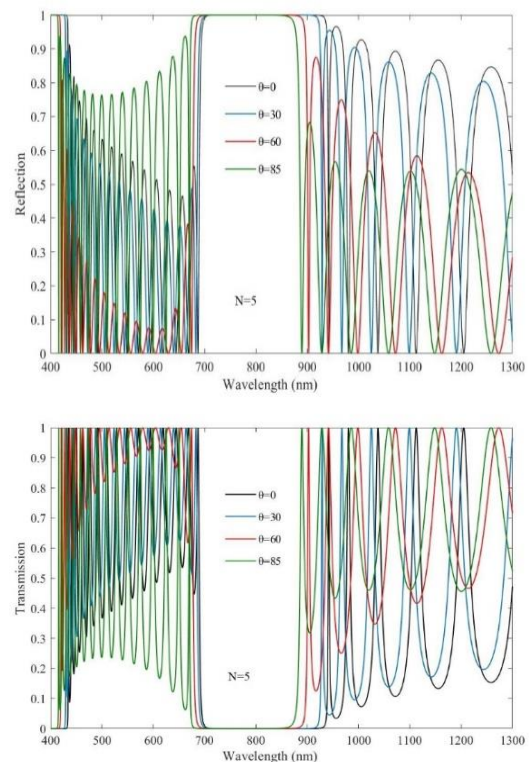 1
0.9
0.8
0.7
0.6
0.5
0.4
0.3
0.2
0.1
0
Reflection
θ=0
θ=30
θ=60
θ=85
N=5
400 500 600 700 800 900 1000 1100 1200 1300
Wavelength (nm)
1
0.9
0.8
0.7
0.6
0.5
0.4
0.3
0.2
0.1
0
Transmission
θ=0
θ=30
θ=60
θ=85
N=5
400 500 600 700 800 900 1000 1100 1200 1300
Wavelength (nm)